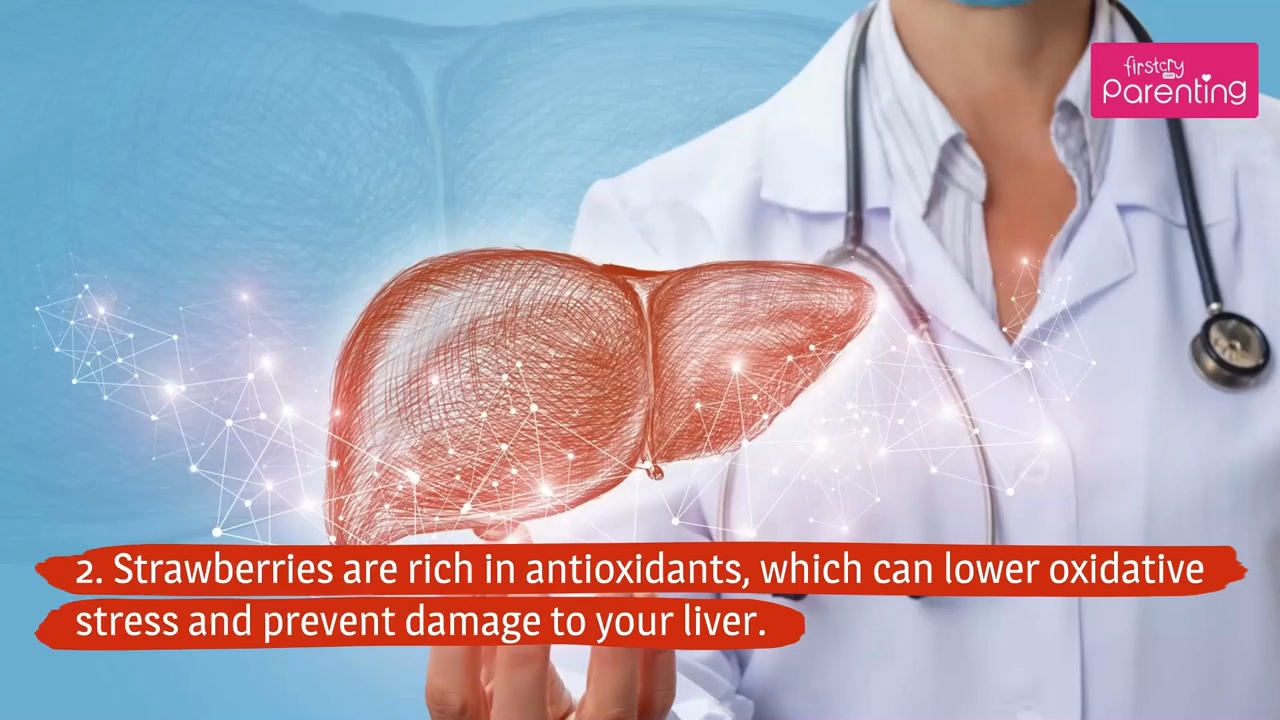 firstcry
.com
Parenting
2. Strawberries are rich in antioxidants, which can lower oxidative
stress and prevent damage to your liver.